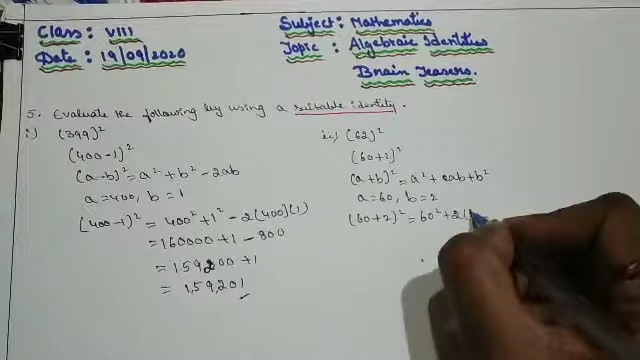 Class: VIII
Date: 19/09/2020
Subject: Mathematics
Topic: Algebraic Identities
Brain Teasers.
5. Evaluate the following by using a suitable identity.
i) (399)²
(400-1)²
(a-b)² = a² + b² - 2ab
a = 400, b = 1
(400-1)² = 400² + 1² - 2(400)(1)
= 160000 + 1 - 800
= 159200 + 1
= 1,59,201
ii) (62)²
(60+2)²
(a+b)² = a² + 2ab + b²
a = 60, b = 2
(60+2)² = 60² + 2(